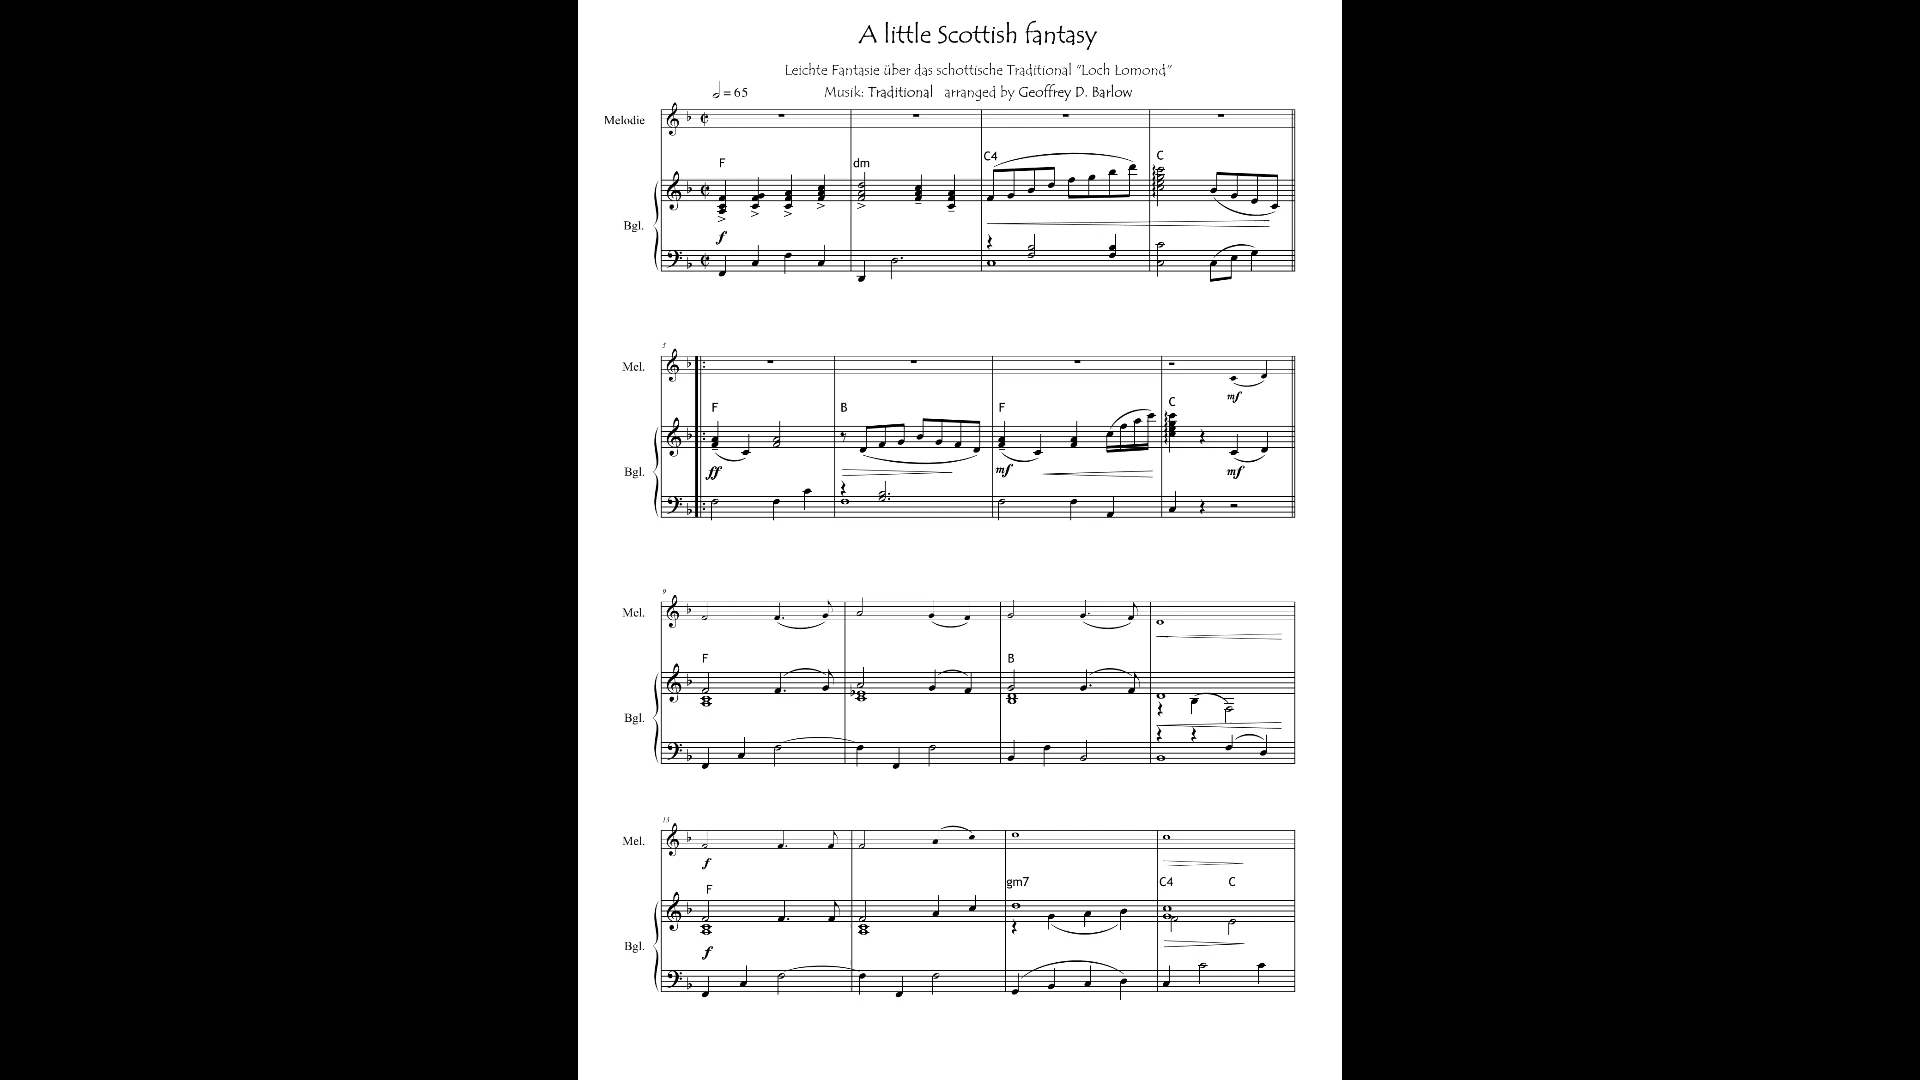 A little Scottish fantasy
Leichte Fantasie über das schottische Traditional "Loch Lomond"
= 65 Musik: Traditional arranged by Geoffrey D. Barlow
Melodie
F dm C4 C
Bgl.
f
5
Mel.
mf
F B F C
Bgl.
ff mf mf
9
Mel.
F B
Bgl.
13
Mel.
f
F gm7 C4 C
Bgl.
f